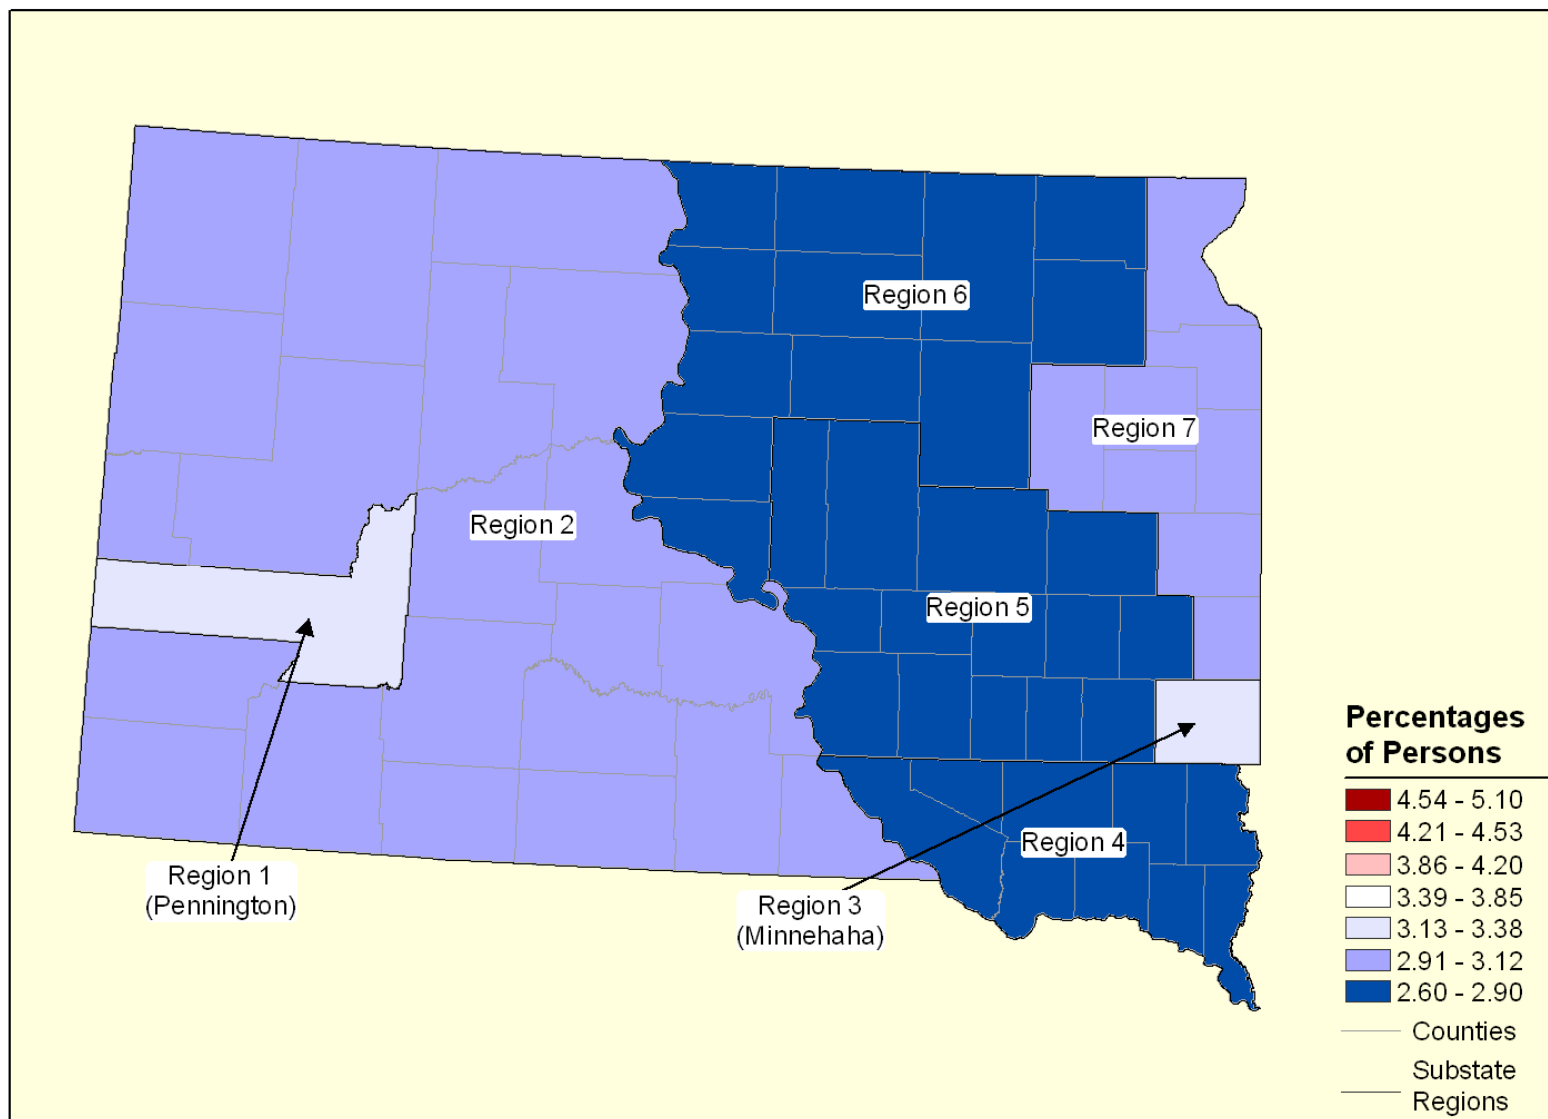 Region 6
Region 7
Region 2
Region 5
Region 4
Region 1
(Pennington)
Region 3
(Minnehaha)
Percentages
of Persons
4.54 - 5.10
4.21 - 4.53
3.86 - 4.20
3.39 - 3.85
3.13 - 3.38
2.91 - 3.12
2.60 - 2.90
Counties
Substate
Regions